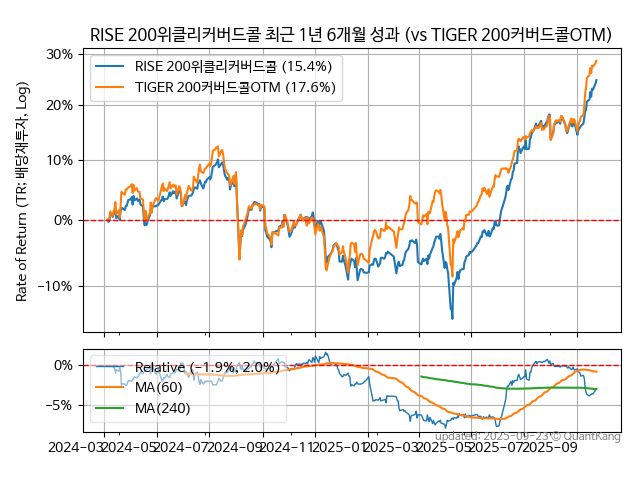 RISE 200위클리커버드콜 최근 1년 6개월 성과 (vs TIGER 200커버드콜OTM)
Rate of Return (TR: 배당재투자, Log)
30%
20%
10%
0%
−10%
RISE 200위클리커버드콜 (15.4%)
TIGER 200커버드콜OTM (17.6%)
0%
−5%
Relative (−1.9%, 2.0%)
MA(60)
MA(240)
2024−03
2024−05
2024−07
2024−09
2024−11
2025−01
2025−03
2025−05
2025−07
2025−09
updated: 2025-09-23 © QuantKang